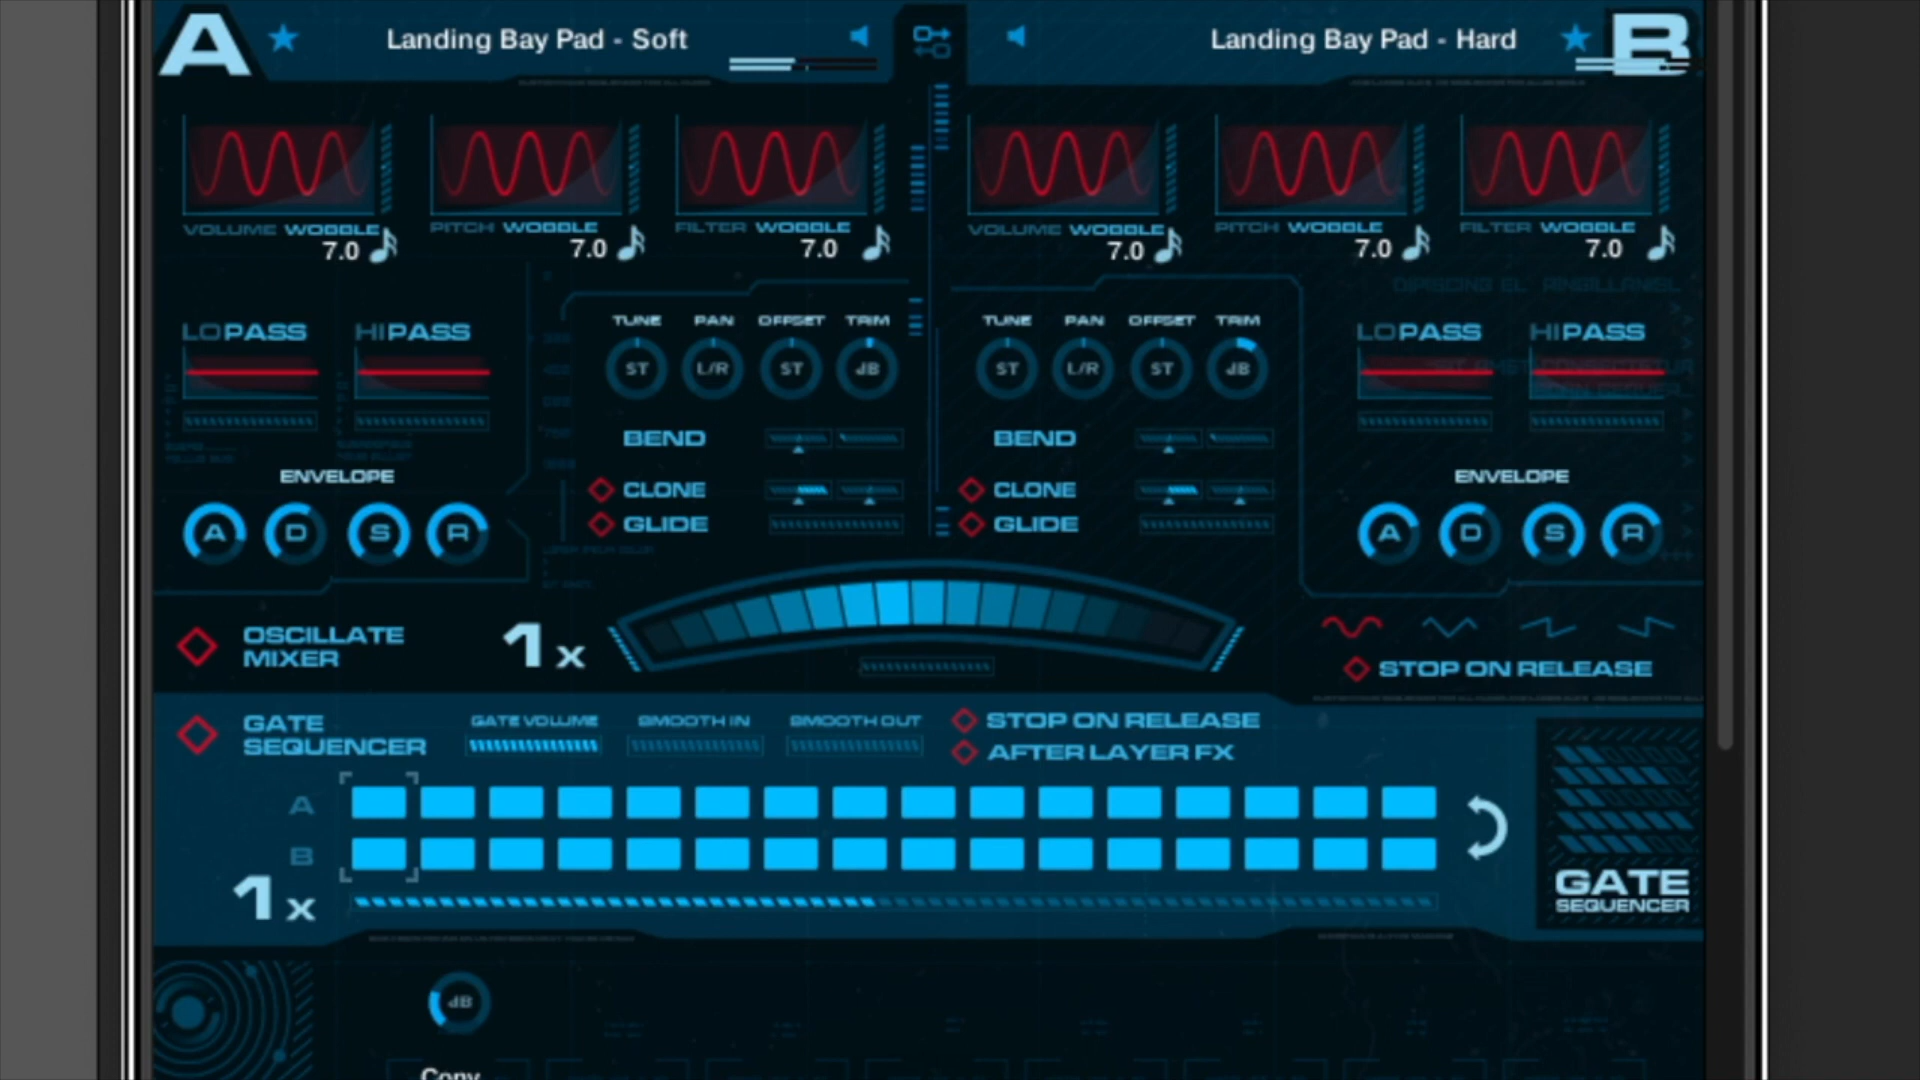 A
Landing Bay Pad - Soft
Landing Bay Pad - Hard
B
VOLUME WOBBLE
7.0
PITCH WOBBLE
7.0
FILTER WOBBLE
7.0
VOLUME WOBBLE
7.0
PITCH WOBBLE
7.0
FILTER WOBBLE
7.0
LOPASS
HIPASS
TUNE PAN OFFSET TRIM
ST L/R ST dB
BEND
CLONE
GLIDE
TUNE PAN OFFSET TRIM
ST L/R ST dB
BEND
CLONE
GLIDE
LOPASS
HIPASS
ENVELOPE
A D S R
ENVELOPE
A D S R
OSCILLATE
MIXER
1 x
STOP ON RELEASE
GATE
SEQUENCER
GATE VOLUME
SMOOTH IN
SMOOTH OUT
STOP ON RELEASE
AFTER LAYER FX
A
B
1 x
GATE
SEQUENCER
dB
Copy